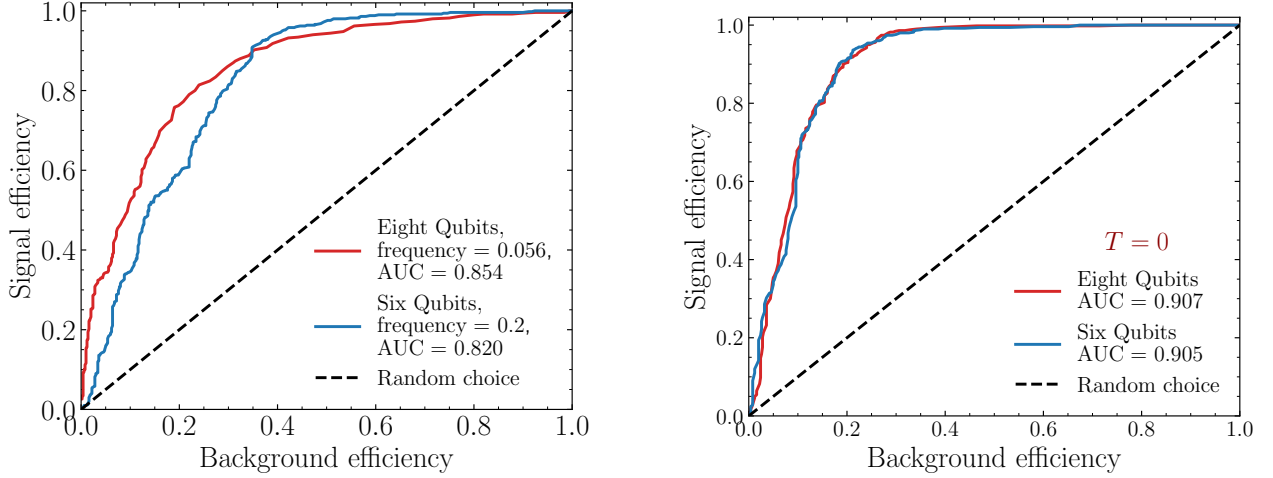 1.0
0.8
0.6
0.4
0.2
0.0
Signal efficiency
Eight Qubits,
frequency = 0.056,
AUC = 0.854
Six Qubits,
frequency = 0.2,
AUC = 0.820
Random choice
0.0 0.2 0.4 0.6 0.8 1.0
Background efficiency
1.0
0.8
0.6
0.4
0.2
0.0
Signal efficiency
T = 0
Eight Qubits
AUC = 0.907
Six Qubits
AUC = 0.905
Random choice
0.0 0.2 0.4 0.6 0.8 1.0
Background efficiency